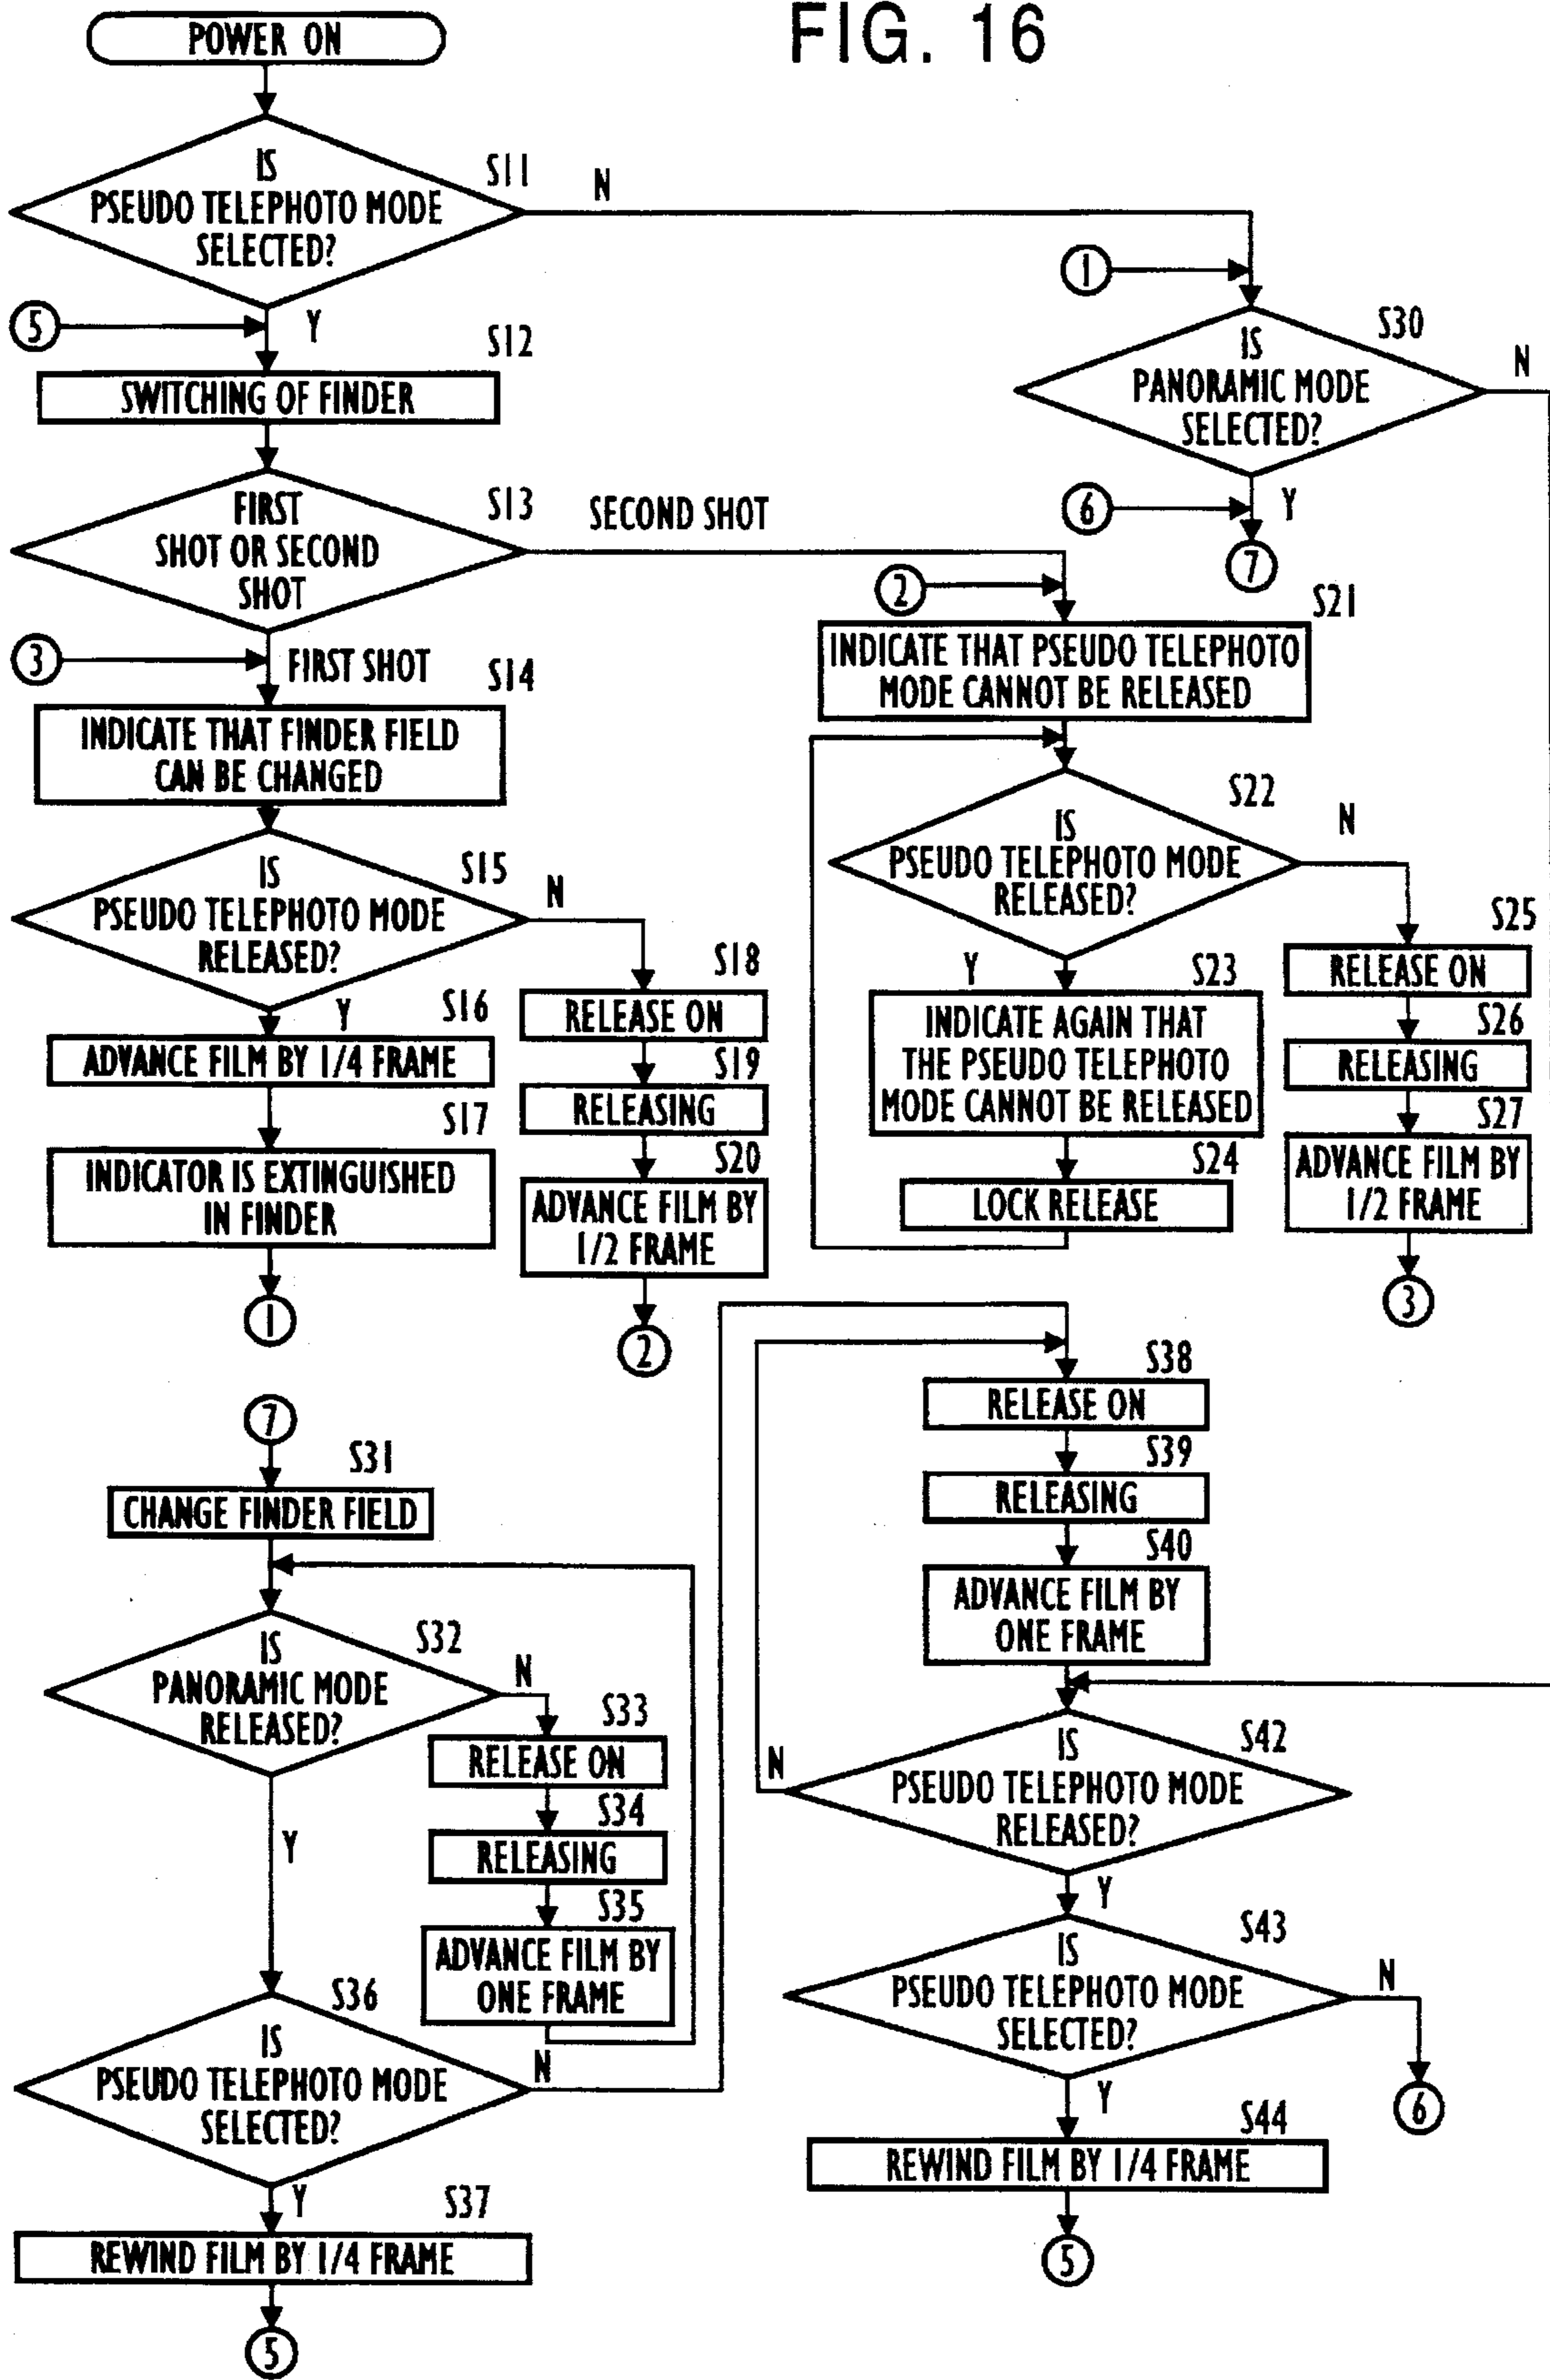 FIG. 16
POWER ON
IS
PSEUDO TELEPHOTO MODE
SELECTED?
S11
N
Y
5
S12
SWITCHING OF FINDER
FIRST
SHOT OR SECOND
SHOT
S13
SECOND SHOT
3
FIRST SHOT
S14
INDICATE THAT FINDER FIELD
CAN BE CHANGED
IS
PSEUDO TELEPHOTO MODE
RELEASED?
S15
N
Y
S16
ADVANCE FILM BY 1/4 FRAME
S17
INDICATOR IS EXTINGUISHED
IN FINDER
1
S18
RELEASE ON
S19
RELEASING
S20
ADVANCE FILM BY
1/2 FRAME
2
1
IS
PANORAMIC MODE
SELECTED?
S30
N
6
Y
7
2
S21
INDICATE THAT PSEUDO TELEPHOTO
MODE CANNOT BE RELEASED
IS
PSEUDO TELEPHOTO MODE
RELEASED?
S22
N
Y
S23
INDICATE AGAIN THAT
THE PSEUDO TELEPHOTO
MODE CANNOT BE RELEASED
S24
LOCK RELEASE
S25
RELEASE ON
S26
RELEASING
S27
ADVANCE FILM BY
1/2 FRAME
3
7
S31
CHANGE FINDER FIELD
IS
PANORAMIC MODE
RELEASED?
S32
N
Y
S33
RELEASE ON
S34
RELEASING
S35
ADVANCE FILM BY
ONE FRAME
IS
PSEUDO TELEPHOTO MODE
SELECTED?
S36
N
Y
S37
REWIND FILM BY 1/4 FRAME
5
S38
RELEASE ON
S39
RELEASING
S40
ADVANCE FILM BY
ONE FRAME
IS
PSEUDO TELEPHOTO MODE
RELEASED?
S42
N
Y
IS
PSEUDO TELEPHOTO MODE
SELECTED?
S43
N
6
Y
S44
REWIND FILM BY 1/4 FRAME
5